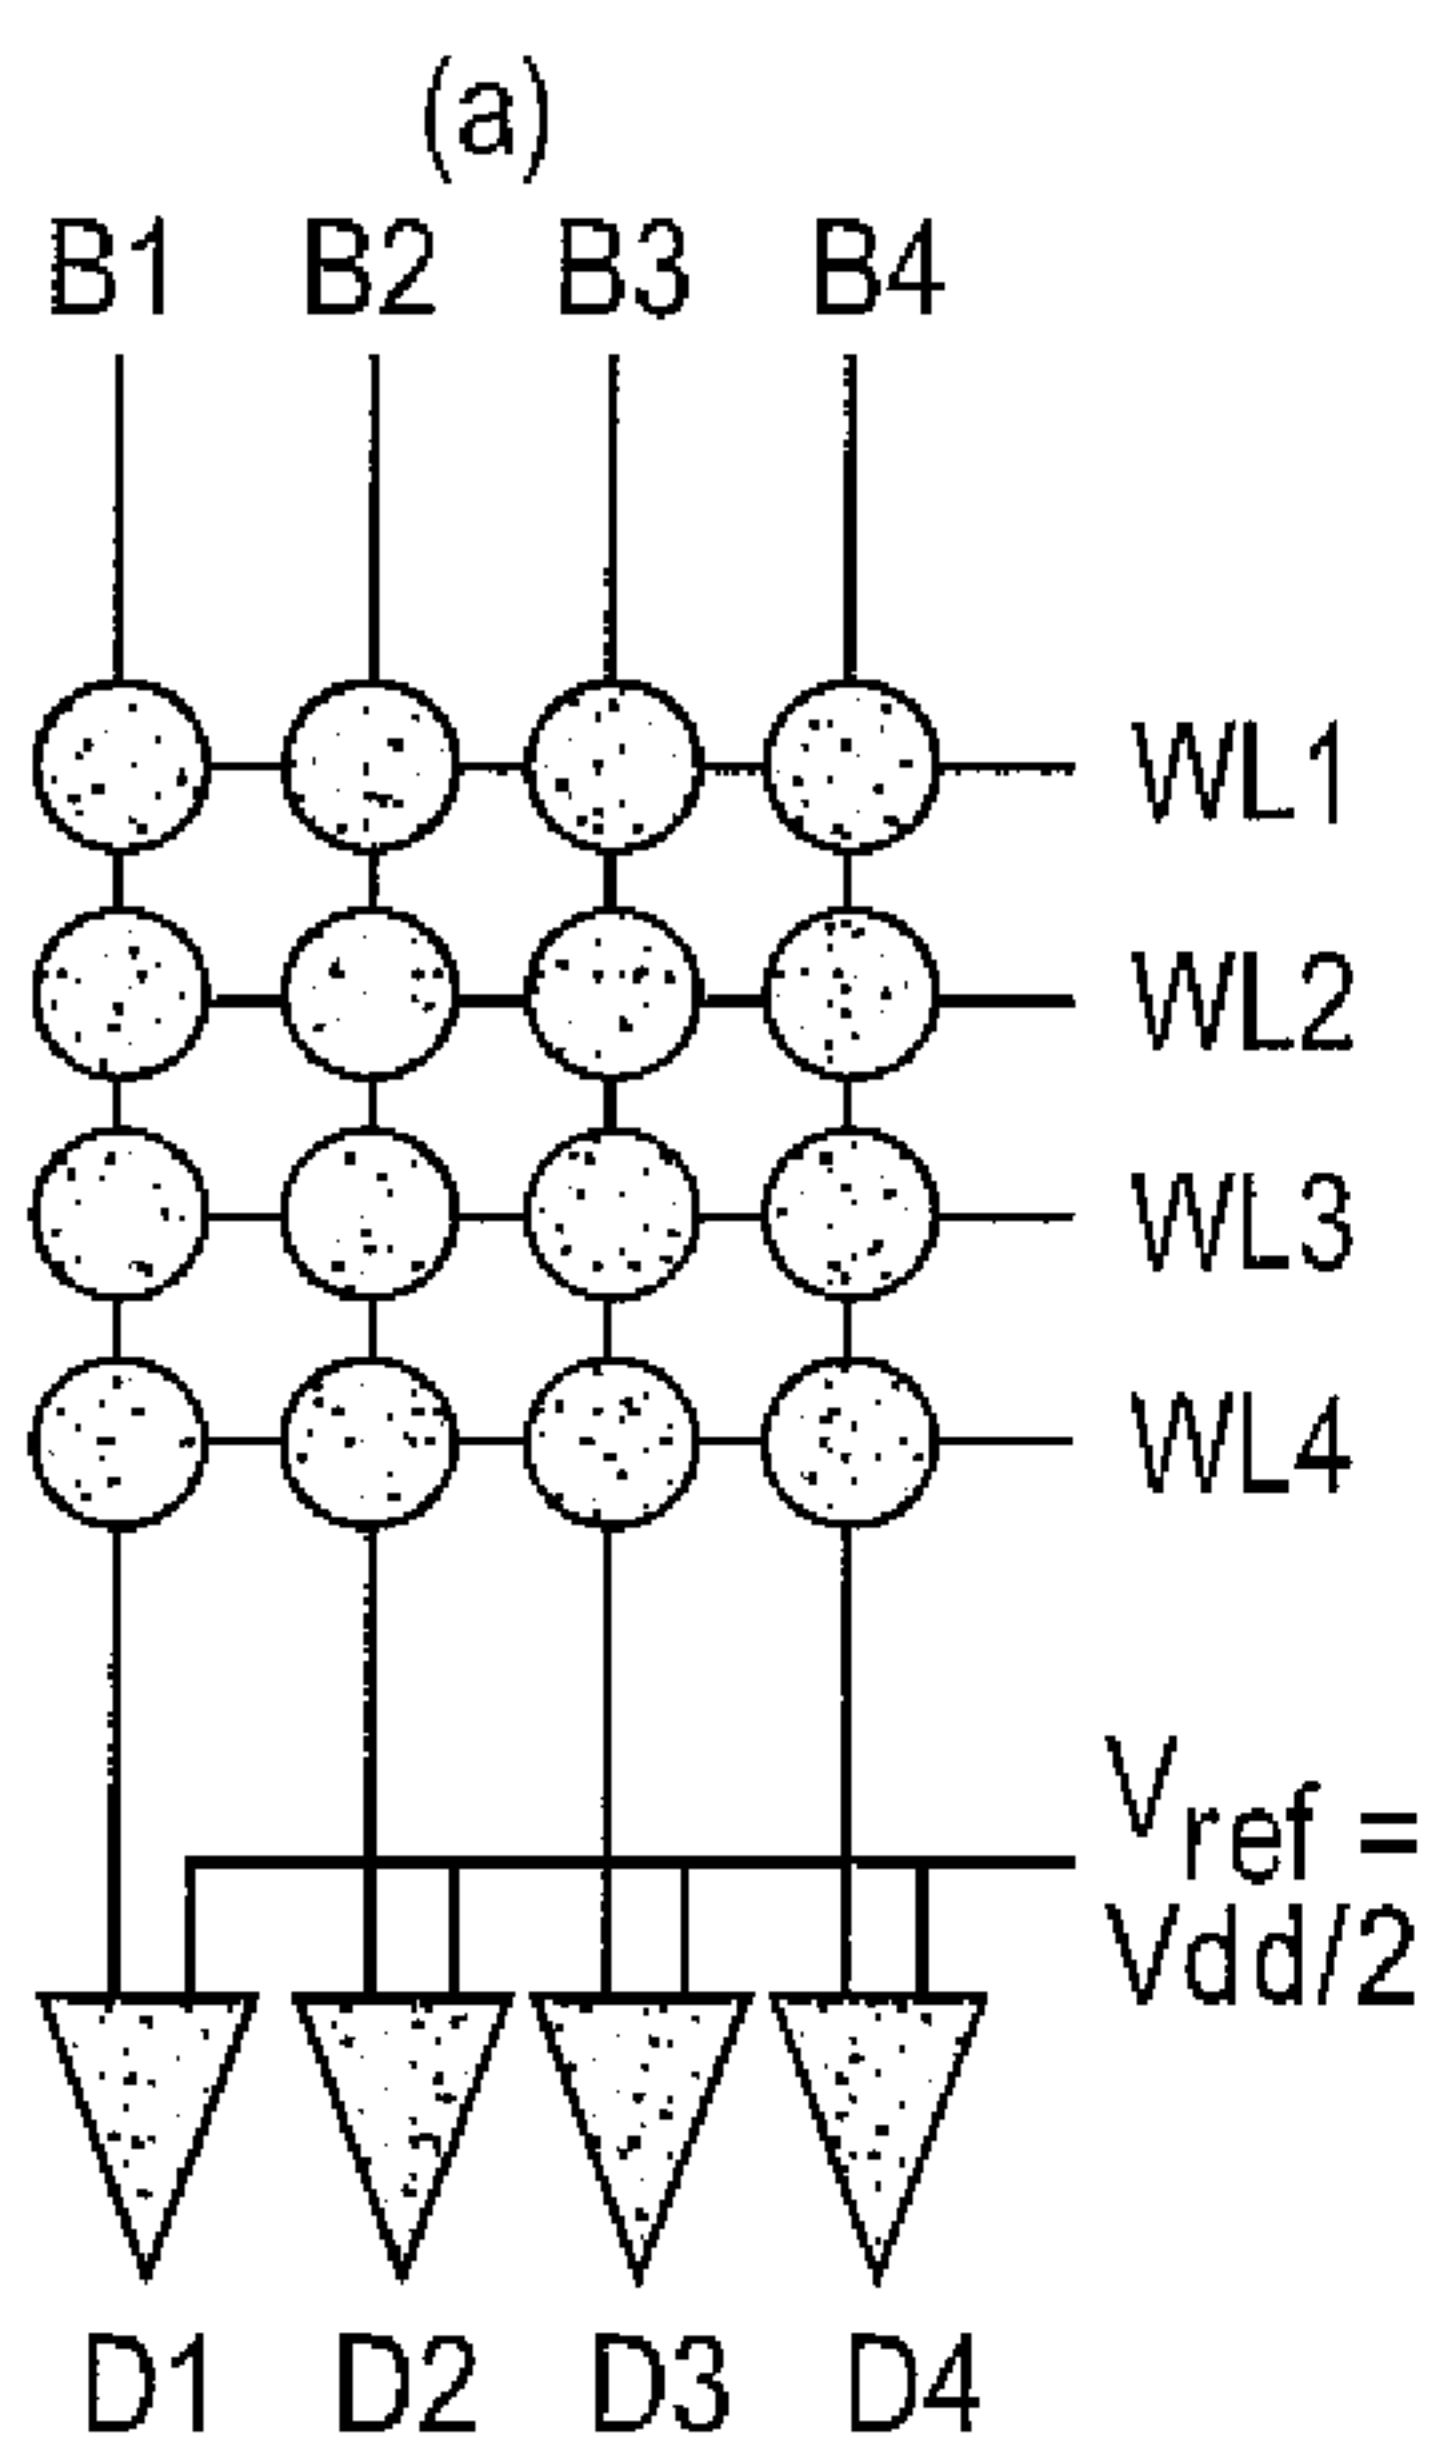 (a)
B1 B2 B3 B4
WL1
WL2
WL3
WL4
Vref =
Vdd/2
D1 D2 D3 D4